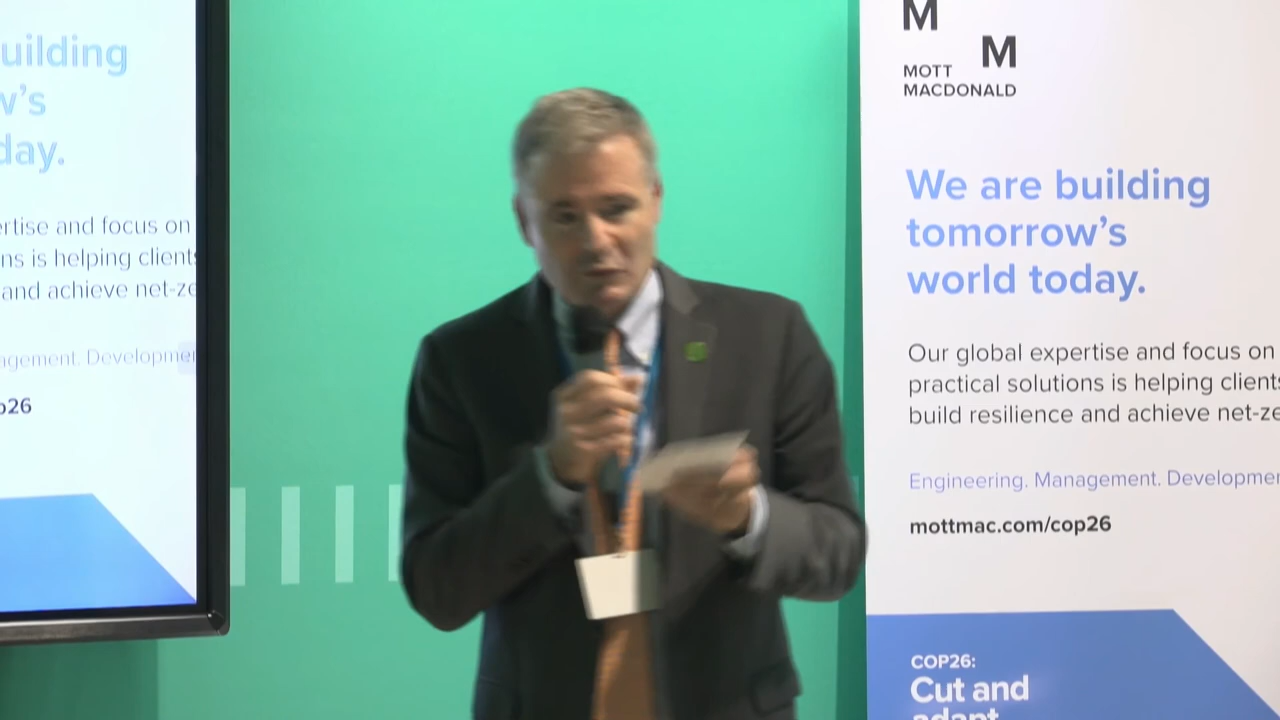 uilding
w's
day.
ertise and focus on
ns is helping clients
and achieve net-ze
agement. Developmen
p26
M
M
MOTT
MACDONALD
We are building
tomorrow's
world today.
Our global expertise and focus on
practical solutions is helping clients
build resilience and achieve net-ze
Engineering. Management. Developmen
mottmac.com/cop26
COP26:
Cut and
adapt